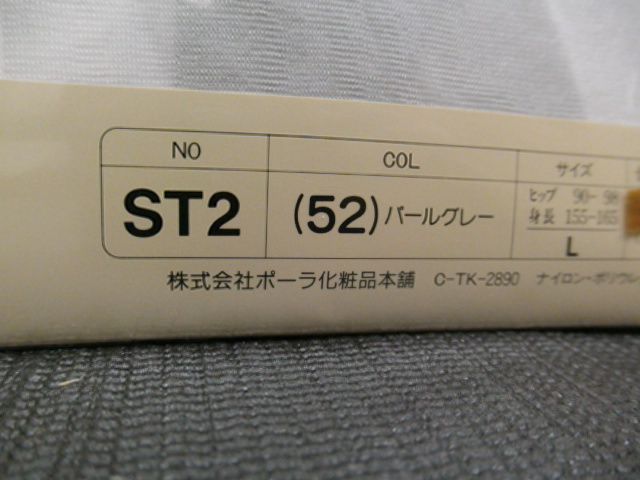 NO COL サイズ
ST2 (52)パールグレー
ヒップ 90-98
身長 155-165
L
株式会社ポーラ化粧品本舗 C-TK-2890 ナイロン・ポリウレ